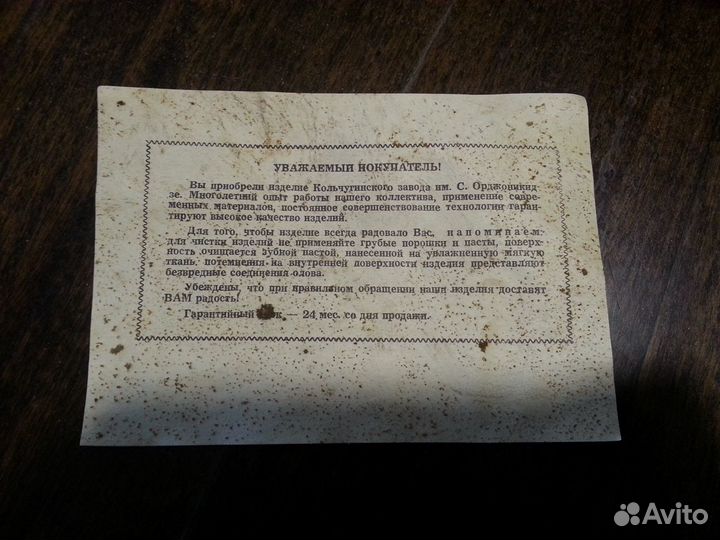 УВАЖАЕМЫЙ ПОКУПАТЕЛЬ!
Вы приобрели изделие Кольчугинского завода им. С. Орджоникид-
зе. Многолетний опыт работы нашего коллектива, применение совре-
менных материалов, постоянное совершенствование технологии гаран-
тируют высокое качество изделий.
Для того, чтобы изделие всегда радовало Вас, напоминаем:
для чистки изделий не применяйте грубые порошки и пасты, поверх-
ность очищается зубной пастой, нанесенной на увлажненную мягкую
ткань, потемнения на внутренней поверхности изделия представляют
безвредные соединения олова.
Убеждены, что при правильном обращении наши изделия доставят
ВАМ радость!
Гарантийный — 24 мес. со дня продажи.
Avito